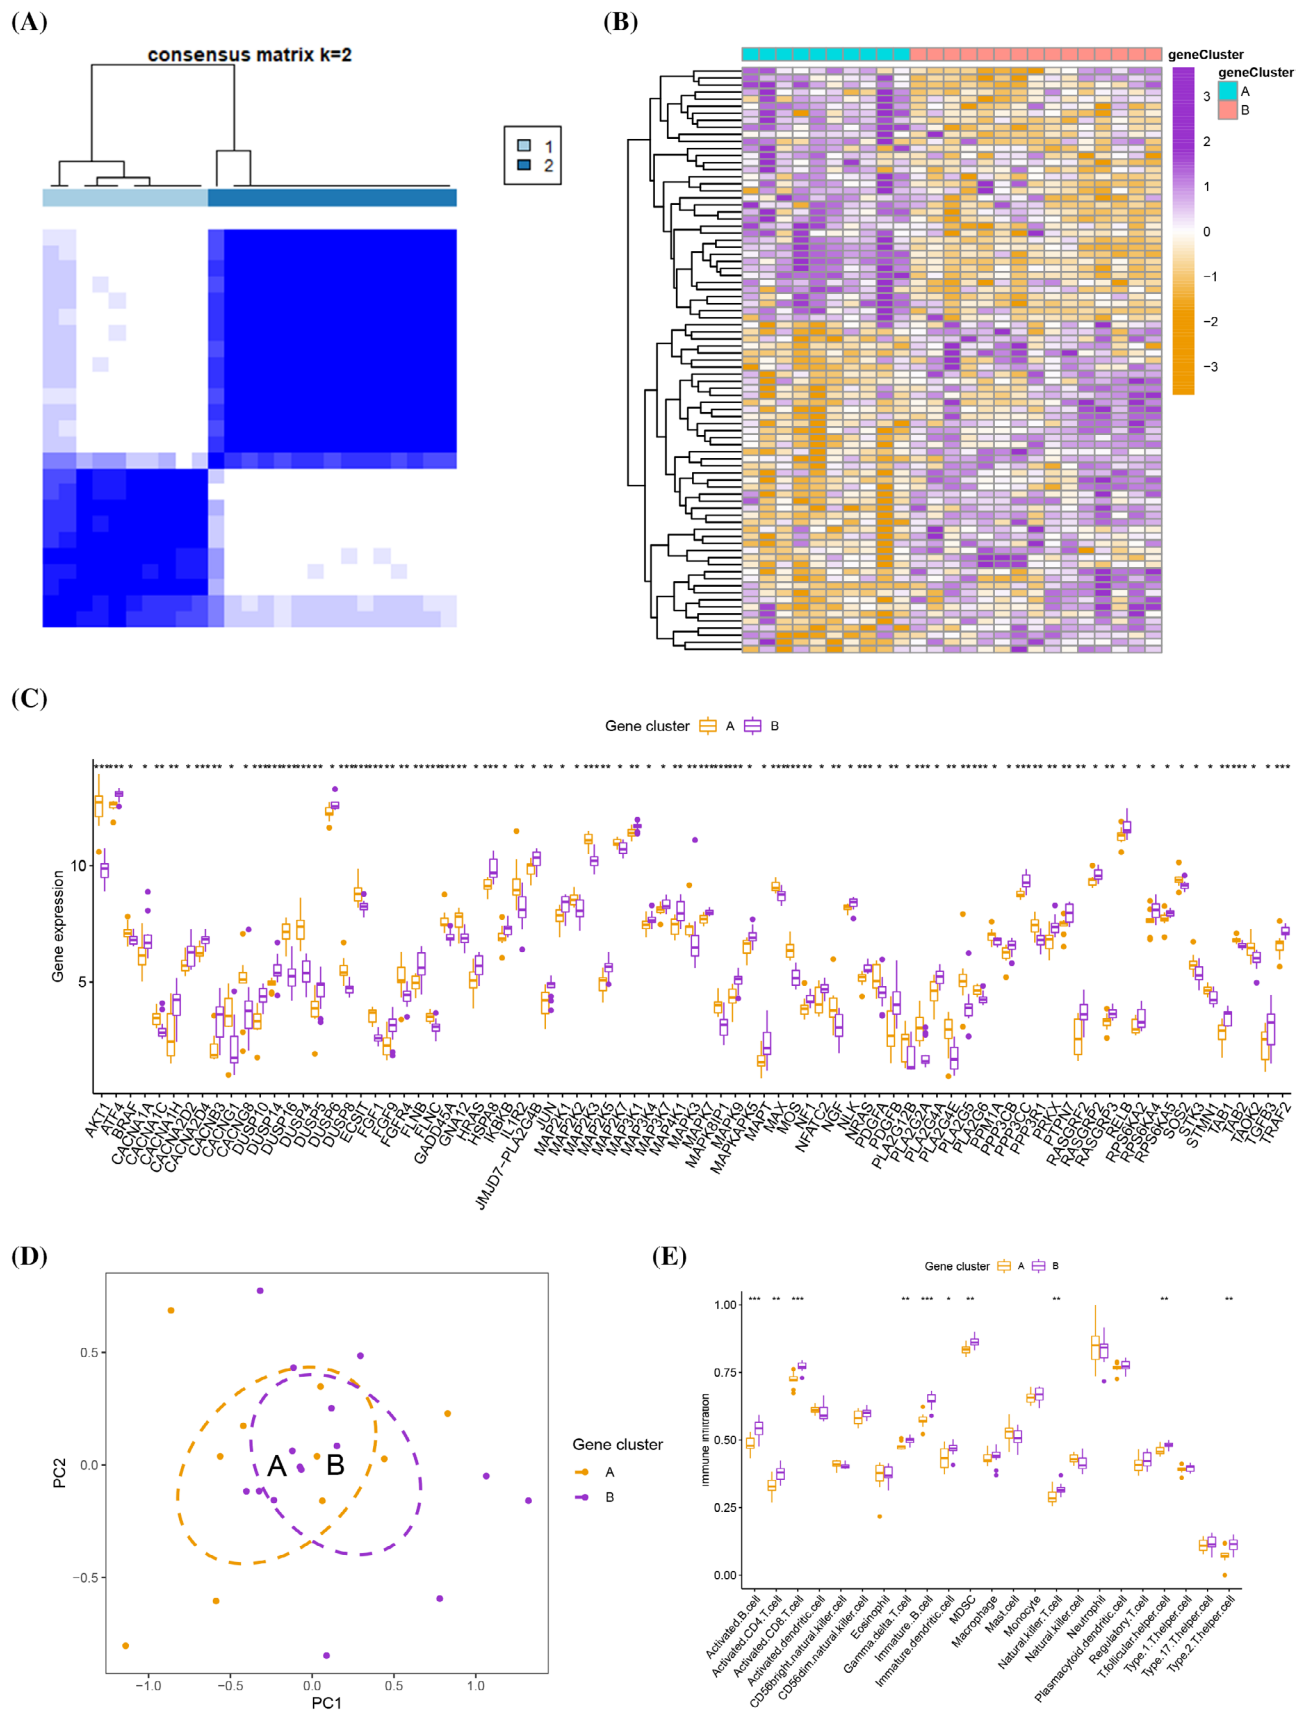 (A)
consensus matrix k=2
1
2
(B)
geneCluster
geneCluster
A
B
3
2
1
0
−1
−2
−3
(C)
Gene cluster A B
Gene expression
10
5
AKT1
ATF4
BRAF
CACNA1A
CACNA1C
CACNA1H
CACNA2D2
CACNA2D4
CACNB3
CACNG1
CACNG8
DUSP10
DUSP14
DUSP16
DUSP4
DUSP5
DUSP6
DUSP8
ECSIT
FGF1
FGF9
FGFR4
FLNB
FLNC
GADD45A
GNA12
HRAS
HSPA8
IKBKB
IL1R2
JMJD7−PLA2G4B
JUN
MAP2K1
MAP2K2
MAP2K3
MAP2K5
MAP2K7
MAP3K1
MAP3K4
MAP3K7
MAPK1
MAPK3
MAPK7
MAPK8IP1
MAPK9
MAPKAPK5
MAPT
MAX
MOS
NF1
NFATC2
NGF
NLK
NRAS
PDGFA
PDGFB
PLA2G12B
PLA2G2A
PLA2G4A
PLA2G4E
PLA2G5
PLA2G6
PPM1A
PPP3CB
PPP3CC
PPP3R1
PRKX
PTPN7
RASGRF2
RASGRP2
RASGRP3
RELB
RPS6KA2
RPS6KA4
RPS6KA5
SOS2
STK3
STMN1
TAB1
TAB2
TAOK2
TGFB3
TRAF2
(D)
PC2
0.5
0.0
−0.5
A B
−1.0 −0.5 0.0 0.5 1.0
PC1
Gene cluster
A
B
(E)
Gene cluster A B
*** ** *** ** *** * ** ** ** **
Immune infiltration
1.00
0.75
0.50
0.25
0.00
Activated.B.cell
Activated.CD4.T.cell
Activated.CD8.T.cell
Activated.dendritic.cell
CD56bright.natural.killer.cell
CD56dim.natural.killer.cell
Eosinophil
Gamma.delta.T.cell
Immature..B.cell
Immature.dendritic.cell
MDSC
Macrophage
Mast.cell
Monocyte
Natural.killer.T.cell
Natural.killer.cell
Neutrophil
Plasmacytoid.dendritic.cell
Regulatory.T.cell
T.follicular.helper.cell
Type.1.T.helper.cell
Type.17.T.helper.cell
Type.2.T.helper.cell